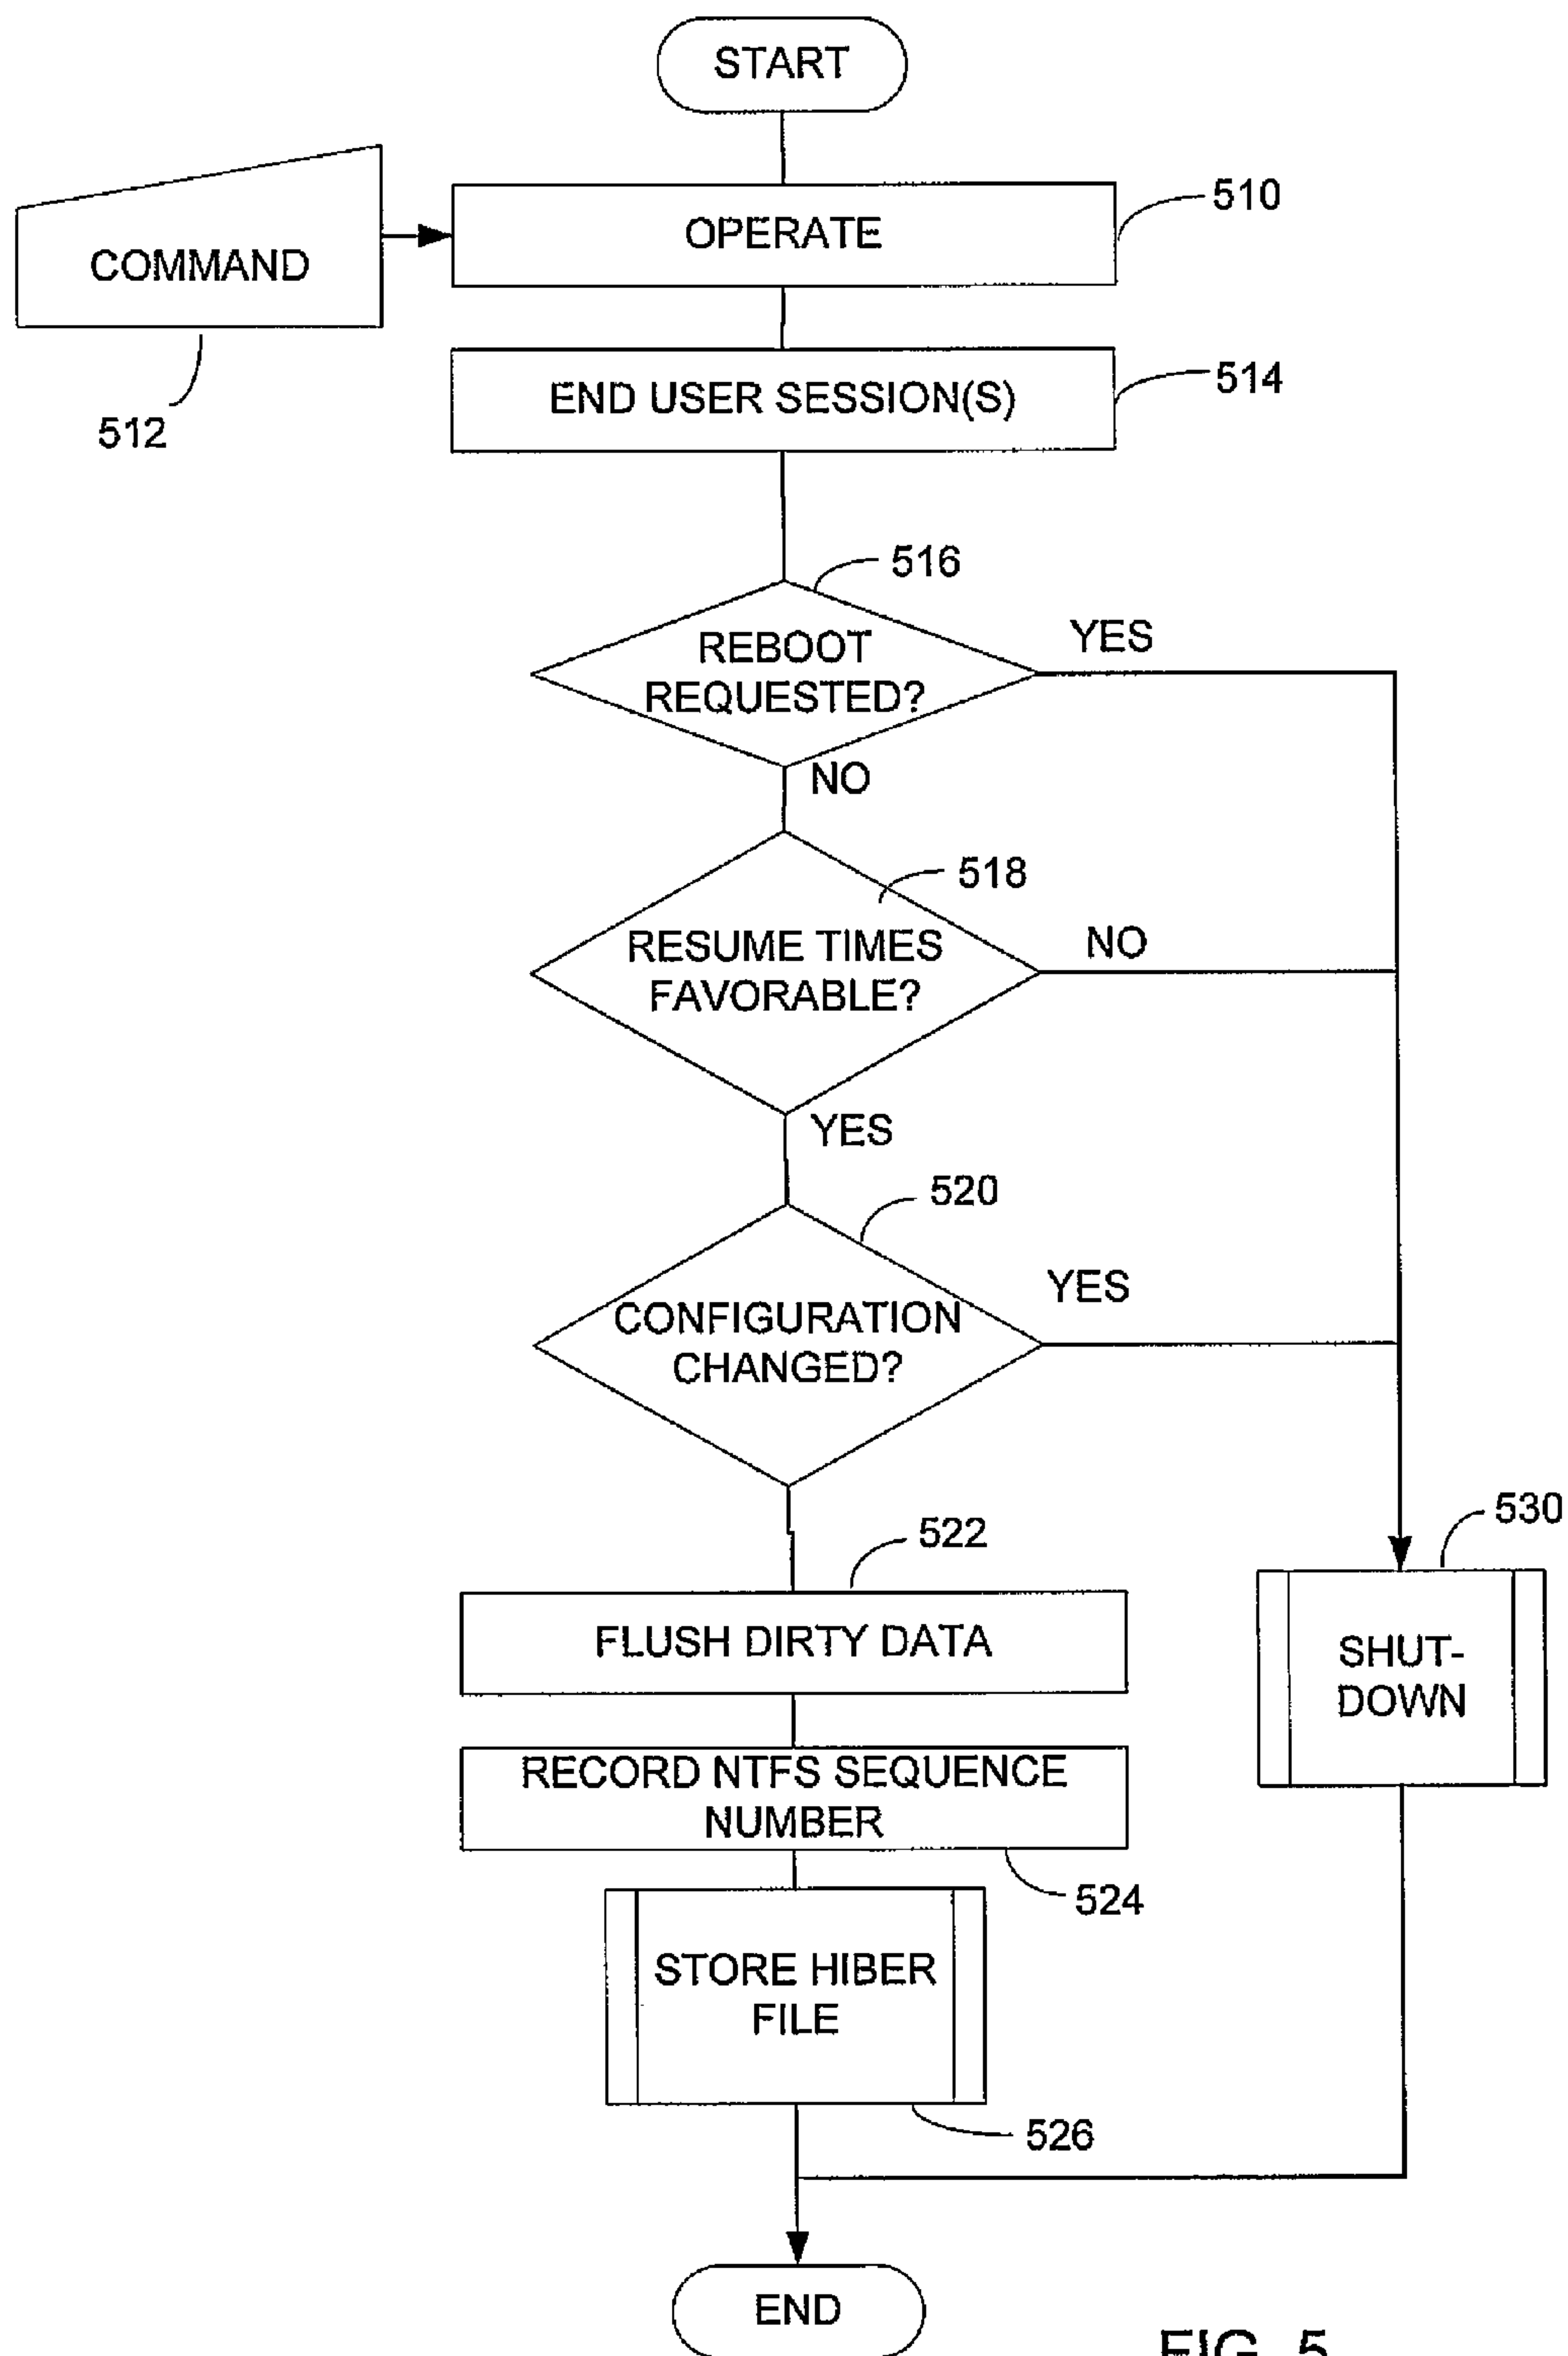 START
OPERATE
510
COMMAND
512
END USER SESSION(S)
514
516
REBOOT
REQUESTED?
YES
NO
518
RESUME TIMES
FAVORABLE?
NO
YES
520
CONFIGURATION
CHANGED?
YES
522
FLUSH DIRTY DATA
530
SHUT-
DOWN
RECORD NTFS SEQUENCE
NUMBER
524
STORE HIBER
FILE
526
END
FIG. 5